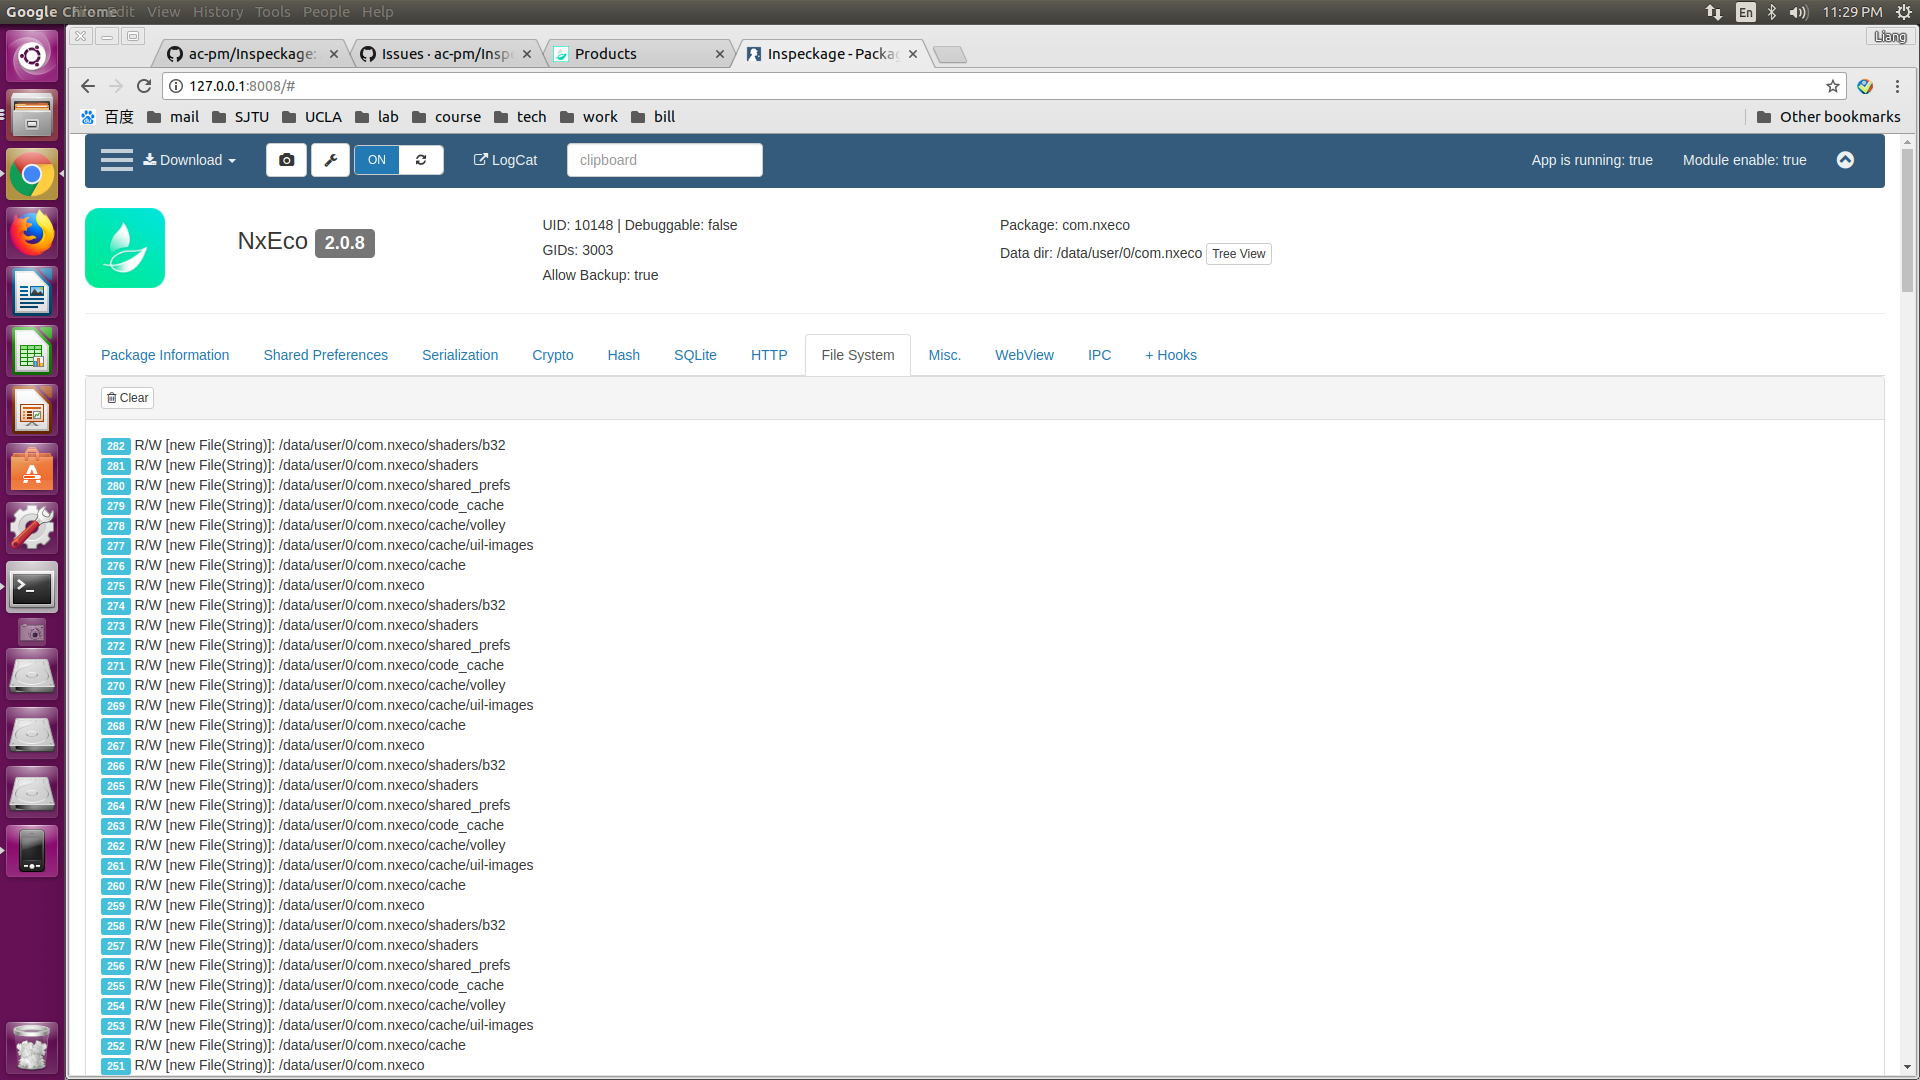 Google Chrome Edit View History Tools People Help
En 11:29 PM
Liang
ac-pm/Inspeckage:
Issues · ac-pm/Insp
Products
Inspeckage - Packag
127.0.0.1:8008/#
百度 mail SJTU UCLA lab course tech work bill Other bookmarks
Download ON LogCat clipboard App is running: true Module enable: true
NxEco 2.0.8
UID: 10148 | Debuggable: false
GIDs: 3003
Allow Backup: true
Package: com.nxeco
Data dir: /data/user/0/com.nxeco Tree View
Package Information Shared Preferences Serialization Crypto Hash SQLite HTTP File System Misc. WebView IPC + Hooks
Clear
282 R/W [new File(String)]: /data/user/0/com.nxeco/shaders/b32
281 R/W [new File(String)]: /data/user/0/com.nxeco/shaders
280 R/W [new File(String)]: /data/user/0/com.nxeco/shared_prefs
279 R/W [new File(String)]: /data/user/0/com.nxeco/code_cache
278 R/W [new File(String)]: /data/user/0/com.nxeco/cache/volley
277 R/W [new File(String)]: /data/user/0/com.nxeco/cache/uil-images
276 R/W [new File(String)]: /data/user/0/com.nxeco/cache
275 R/W [new File(String)]: /data/user/0/com.nxeco
274 R/W [new File(String)]: /data/user/0/com.nxeco/shaders/b32
273 R/W [new File(String)]: /data/user/0/com.nxeco/shaders
272 R/W [new File(String)]: /data/user/0/com.nxeco/shared_prefs
271 R/W [new File(String)]: /data/user/0/com.nxeco/code_cache
270 R/W [new File(String)]: /data/user/0/com.nxeco/cache/volley
269 R/W [new File(String)]: /data/user/0/com.nxeco/cache/uil-images
268 R/W [new File(String)]: /data/user/0/com.nxeco/cache
267 R/W [new File(String)]: /data/user/0/com.nxeco
266 R/W [new File(String)]: /data/user/0/com.nxeco/shaders/b32
265 R/W [new File(String)]: /data/user/0/com.nxeco/shaders
264 R/W [new File(String)]: /data/user/0/com.nxeco/shared_prefs
263 R/W [new File(String)]: /data/user/0/com.nxeco/code_cache
262 R/W [new File(String)]: /data/user/0/com.nxeco/cache/volley
261 R/W [new File(String)]: /data/user/0/com.nxeco/cache/uil-images
260 R/W [new File(String)]: /data/user/0/com.nxeco/cache
259 R/W [new File(String)]: /data/user/0/com.nxeco
258 R/W [new File(String)]: /data/user/0/com.nxeco/shaders/b32
257 R/W [new File(String)]: /data/user/0/com.nxeco/shaders
256 R/W [new File(String)]: /data/user/0/com.nxeco/shared_prefs
255 R/W [new File(String)]: /data/user/0/com.nxeco/code_cache
254 R/W [new File(String)]: /data/user/0/com.nxeco/cache/volley
253 R/W [new File(String)]: /data/user/0/com.nxeco/cache/uil-images
252 R/W [new File(String)]: /data/user/0/com.nxeco/cache
251 R/W [new File(String)]: /data/user/0/com.nxeco